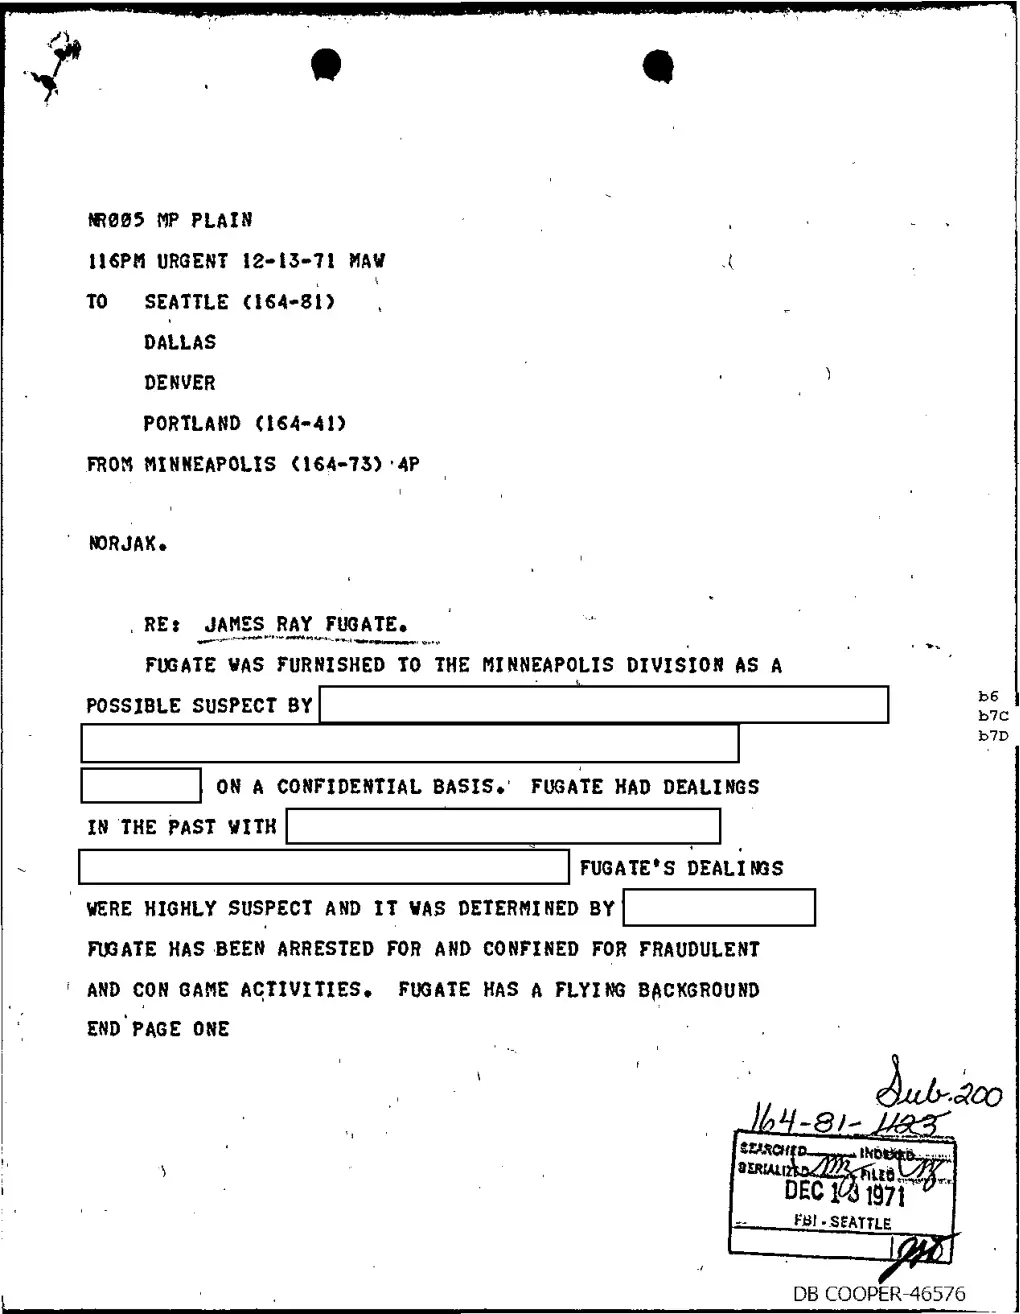 NR005 MP PLAIN
116PM URGENT 12-13-71 MAW
TO SEATTLE (164-81)
DALLAS
DENVER
PORTLAND (164-41)
FROM MINNEAPOLIS (164-73) 4P
NORJAK.
RE: JAMES RAY FUGATE.
FUGATE WAS FURNISHED TO THE MINNEAPOLIS DIVISION AS A
POSSIBLE SUSPECT BY
b6
b7C
b7D
ON A CONFIDENTIAL BASIS. FUGATE HAD DEALINGS
IN THE PAST WITH
FUGATE'S DEALINGS
WERE HIGHLY SUSPECT AND IT WAS DETERMINED BY
FUGATE HAS BEEN ARRESTED FOR AND CONFINED FOR FRAUDULENT
AND CON GAME ACTIVITIES. FUGATE HAS A FLYING BACKGROUND
END PAGE ONE
Sub.200
164-81-1123
SEARCHED INDEXED
SERIALIZED FILED
DEC 13 1971
FBI - SEATTLE
DB COOPER-46576